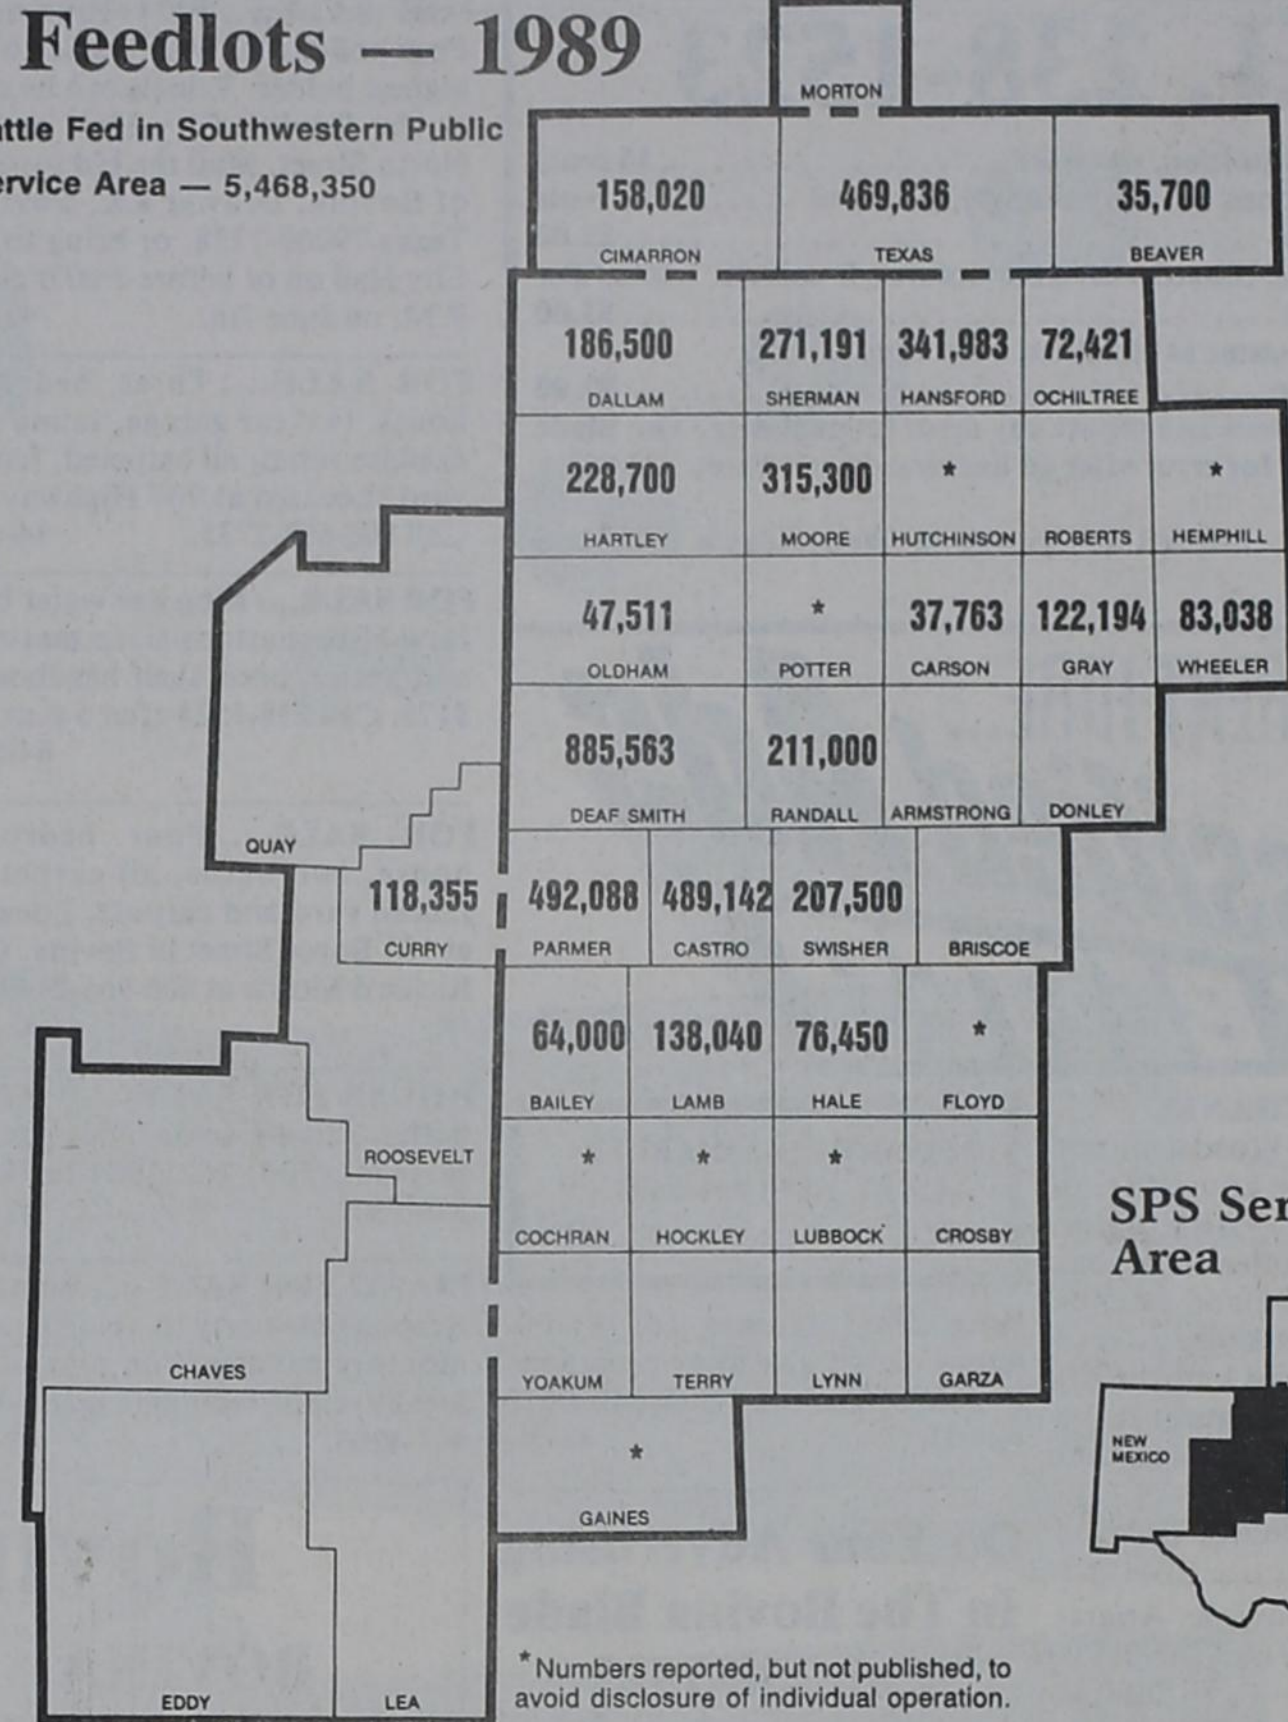 Feedlots — 1989
ttle Fed in Southwestern Public
ervice Area — 5,468,350
MORTON
158,020 469,836 35,700
CIMARRON TEXAS BEAVER
186,500 271,191 341,983 72,421
DALLAM SHERMAN HANSFORD OCHILTREE
228,700 315,300 * *
HARTLEY MOORE HUTCHINSON ROBERTS HEMPHILL
47,511 * 37,763 122,194 83,038
OLDHAM POTTER CARSON GRAY WHEELER
885,563 211,000
DEAF SMITH RANDALL ARMSTRONG DONLEY
QUAY
118,355 492,088 489,142 207,500
CURRY PARMER CASTRO SWISHER BRISCOE
64,000 138,040 76,450 *
BAILEY LAMB HALE FLOYD
ROOSEVELT * * *
COCHRAN HOCKLEY LUBBOCK CROSBY
SPS Ser
Area
CHAVES YOAKUM TERRY LYNN GARZA
NEW
MEXICO
*
GAINES
EDDY LEA
*Numbers reported, but not published, to
avoid disclosure of individual operation.